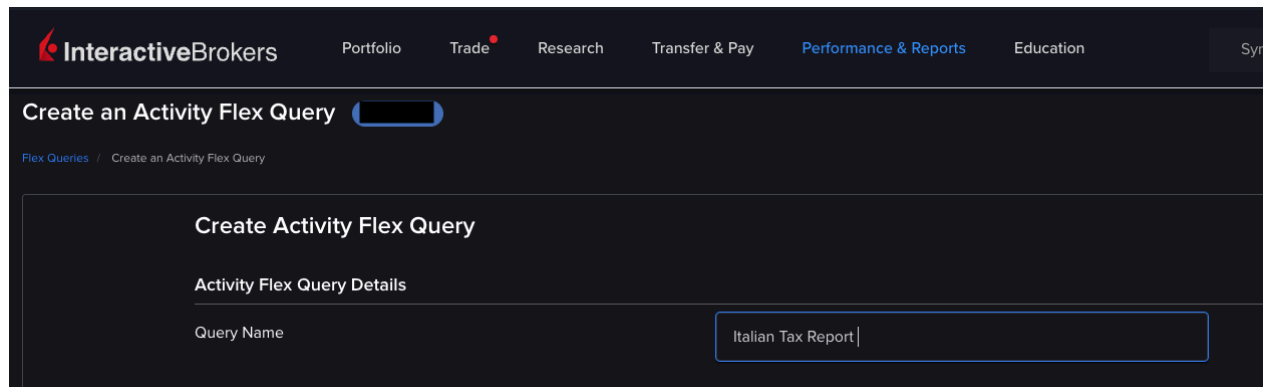 InteractiveBrokers Portfolio Trade Research Transfer & Pay Performance & Reports Education
Create an Activity Flex Query
Flex Queries / Create an Activity Flex Query
Create Activity Flex Query
Activity Flex Query Details
Query Name Italian Tax Report